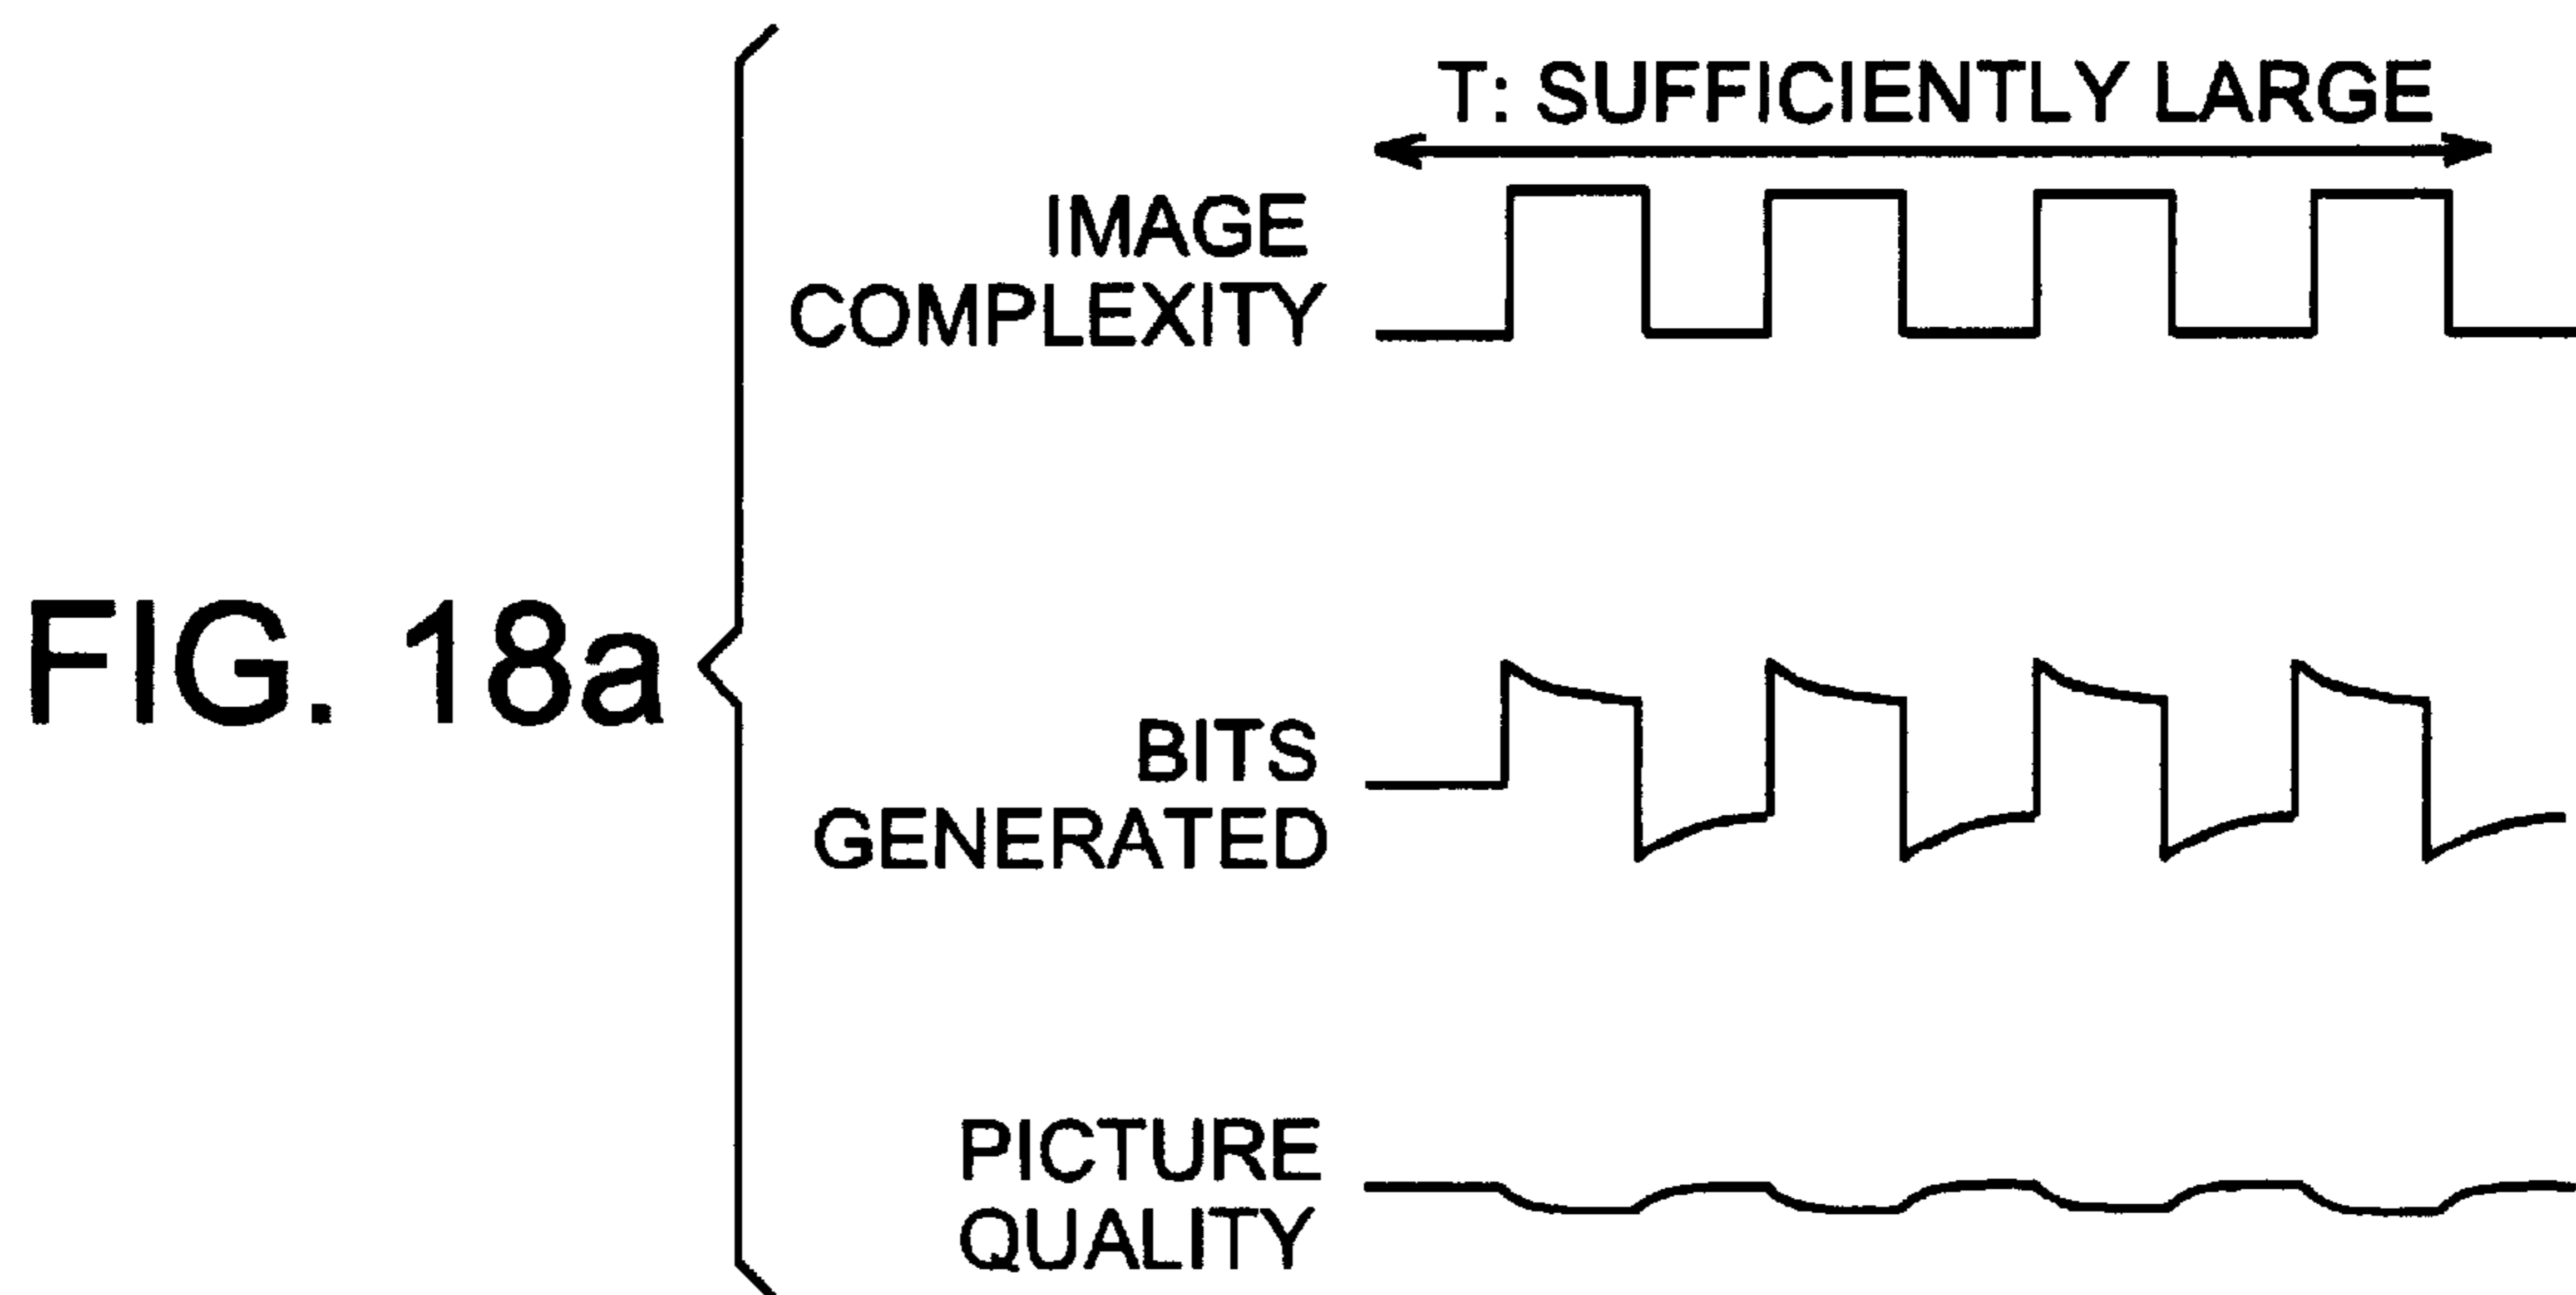 T: SUFFICIENTLY LARGE
IMAGE
COMPLEXITY
FIG. 18a
BITS
GENERATED
PICTURE
QUALITY